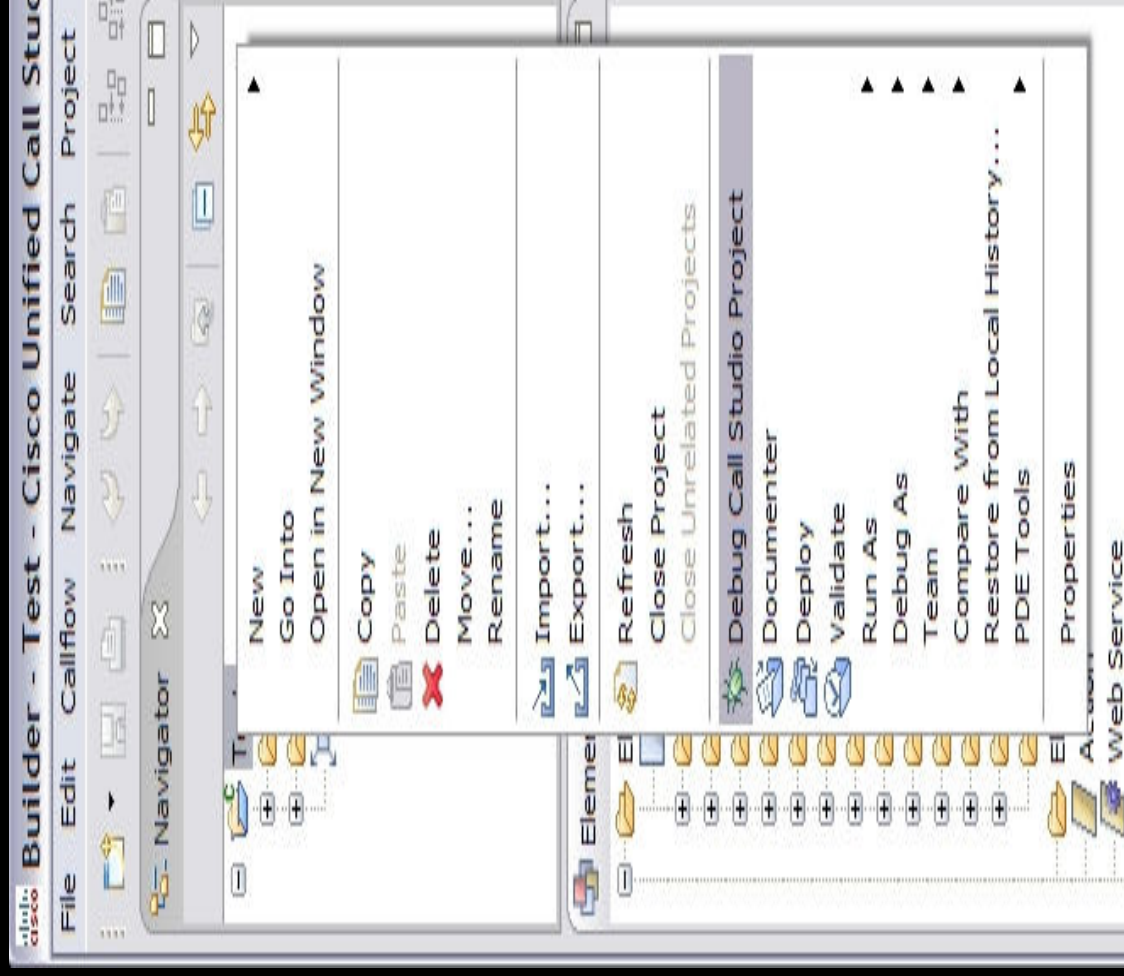 Builder - Test - Cisco Unified Call Stud
File Edit Callflow Navigate Search Project
Navigator
New
Go Into
Open in New Window
Copy
Paste
Delete
Move...
Rename
Import...
Export...
Refresh
Close Project
Close Unrelated Projects
Debug Call Studio Project
Documenter
Deploy
Validate
Run As
Debug As
Team
Compare With
Restore from Local History...
PDE Tools
Properties
Elemen
Web Service